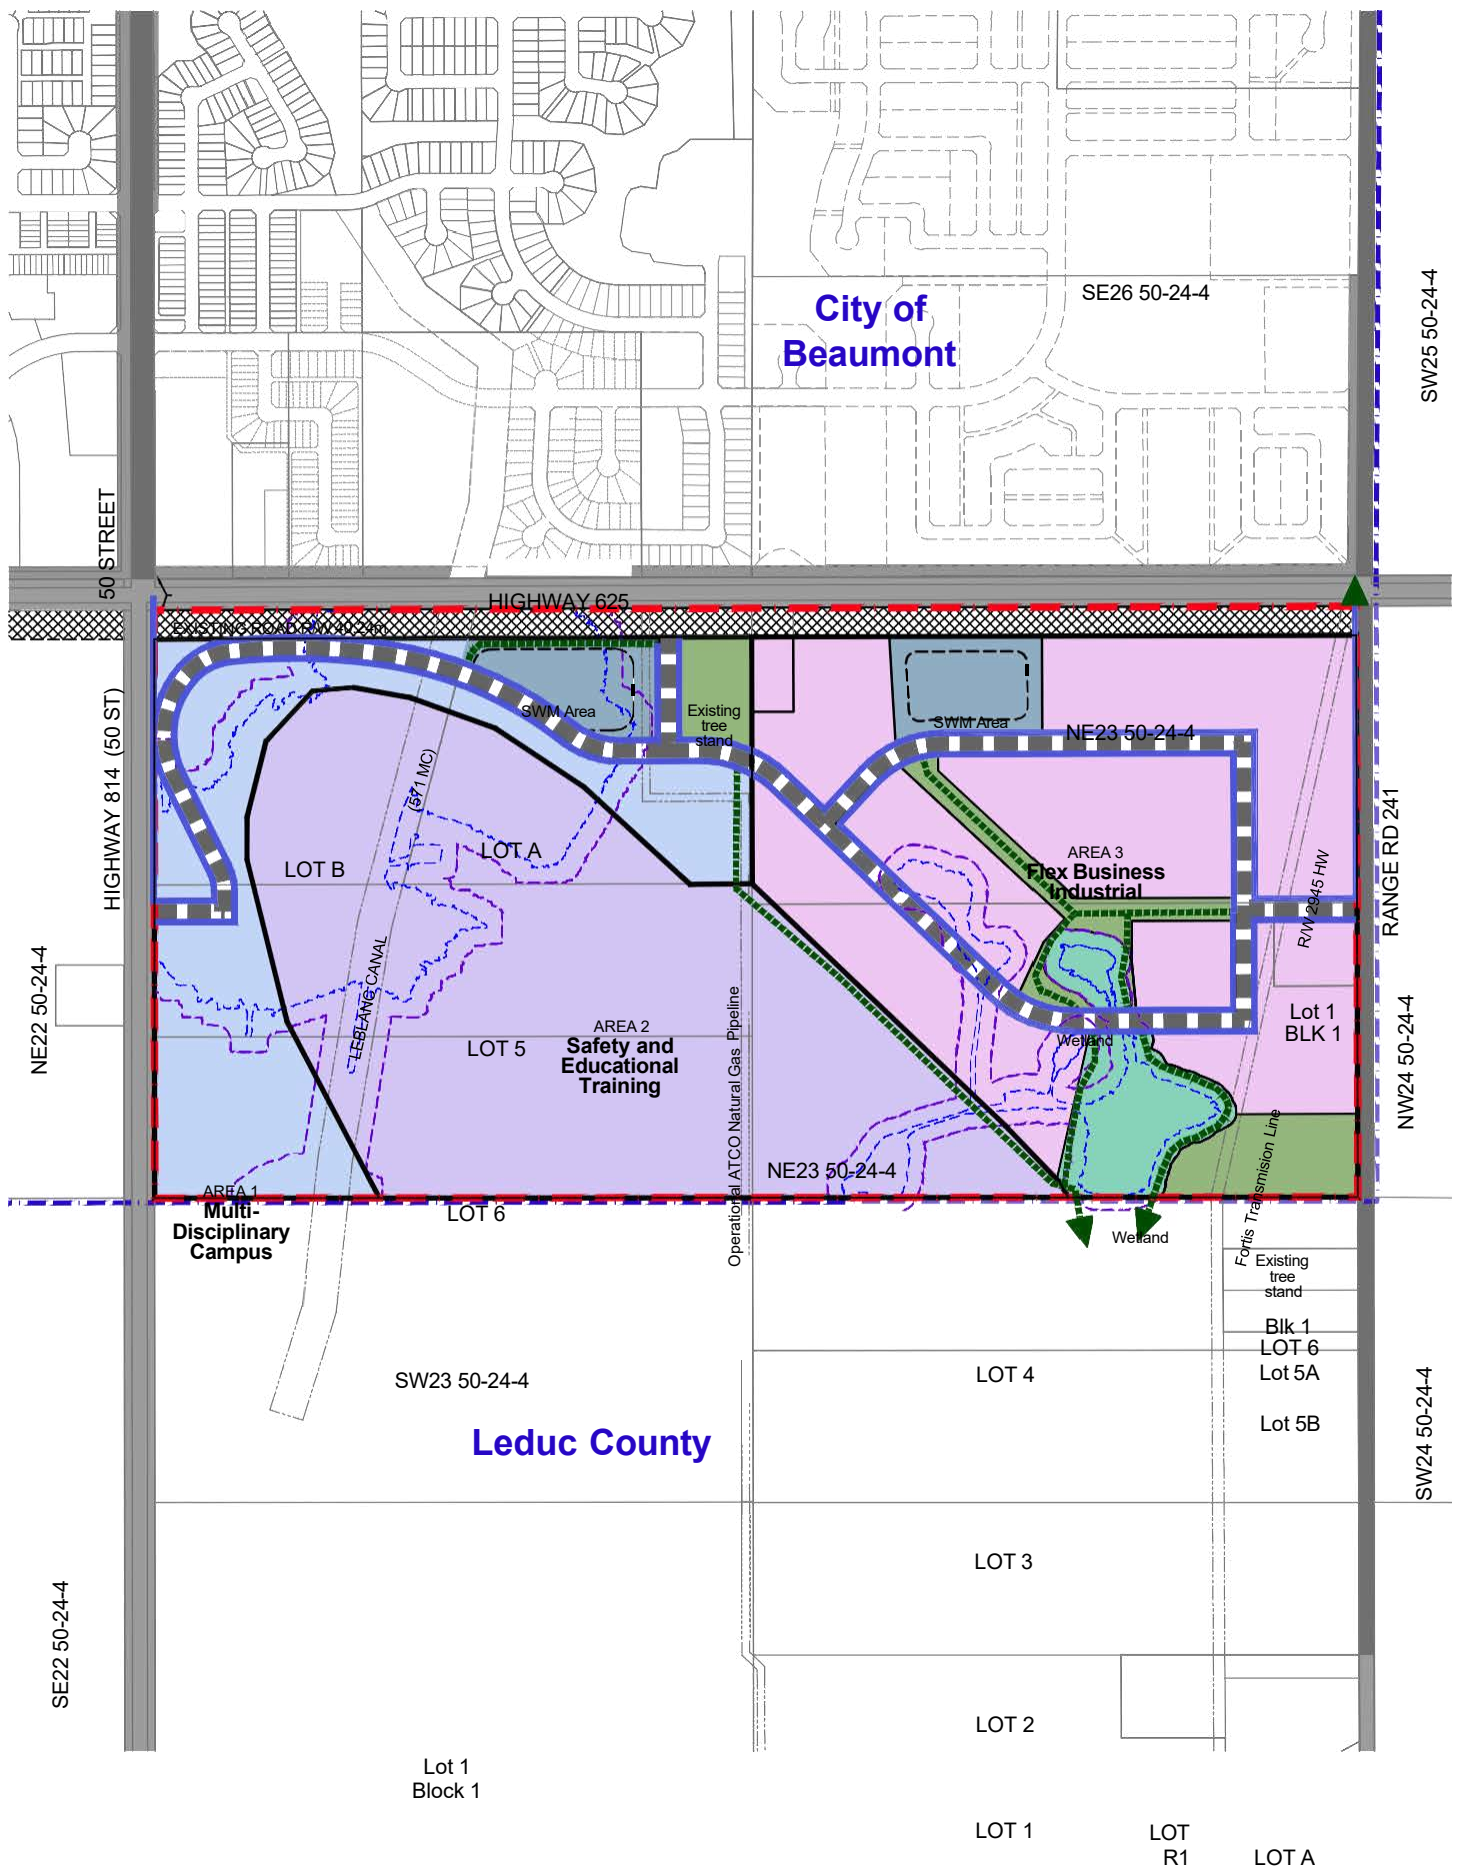 City of
Beaumont
SE26 50-24-4
SW25 50-24-4
50 STREET
HIGHWAY 625
EXISTING ROAD R/W 40.24m
HIGHWAY 814 (50 ST)
SWM Area
Existing
tree
stand
SWM Area
NE23 50-24-4
(571 MC)
LOT A
LOT B
AREA 3
Flex Business
Industrial
R/W 2945 HW
RANGE RD 241
NE22 50-24-4
LEBLANC CANAL
LOT 5
AREA 2
Safety and
Educational
Training
Operational ATCO Natural Gas Pipeline
Wetland
Lot 1
BLK 1
NW24 50-24-4
NE23 50-24-4
Fortis Transmision Line
AREA 1
Multi-
Disciplinary
Campus
LOT 6
Wetland
Existing
tree
stand
Blk 1
LOT 6
Lot 5A
Lot 5B
SW23 50-24-4
LOT 4
Leduc County
SW24 50-24-4
LOT 3
SE22 50-24-4
LOT 2
Lot 1
Block 1
LOT 1
LOT
R1
LOT A